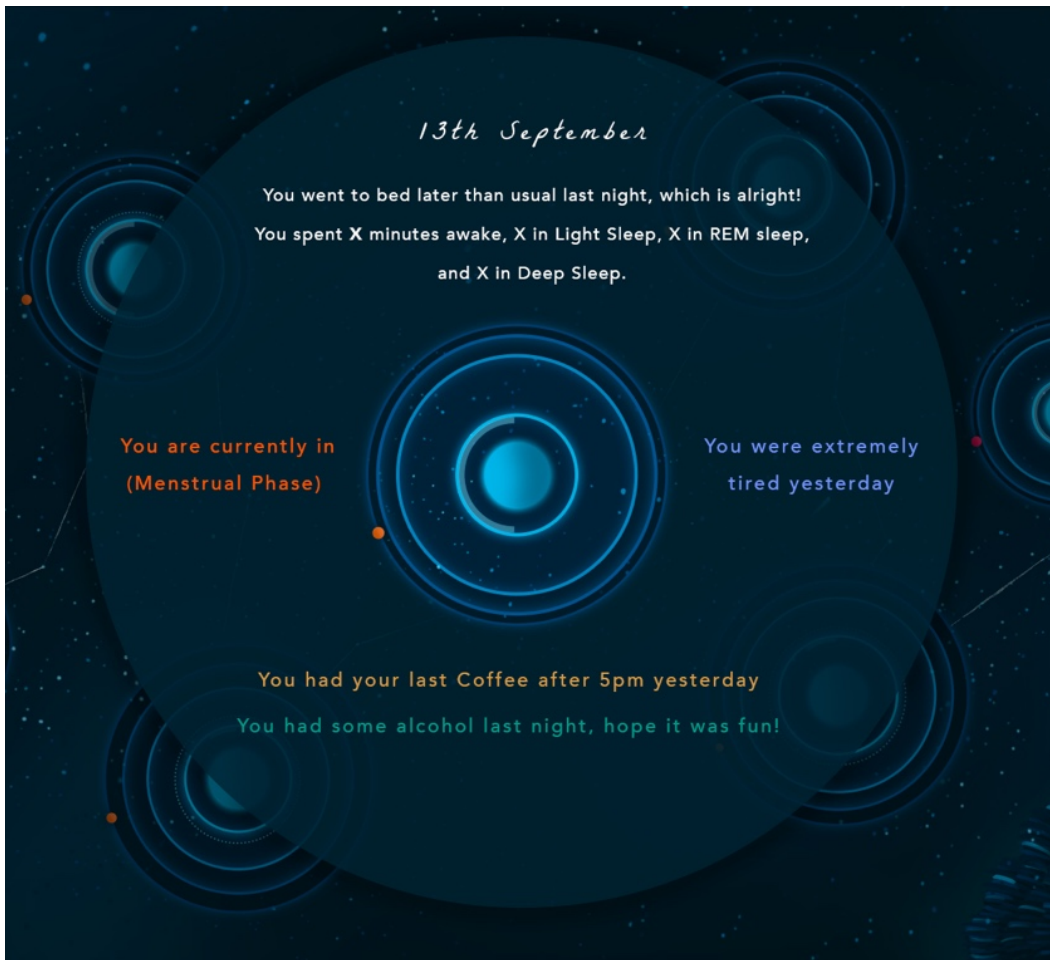 13th September
You went to bed later than usual last night, which is alright!
You spent X minutes awake, X in Light Sleep, X in REM sleep,
and X in Deep Sleep.
You are currently in
(Menstrual Phase)
You were extremely
tired yesterday
You had your last Coffee after 5pm yesterday
You had some alcohol last night, hope it was fun!